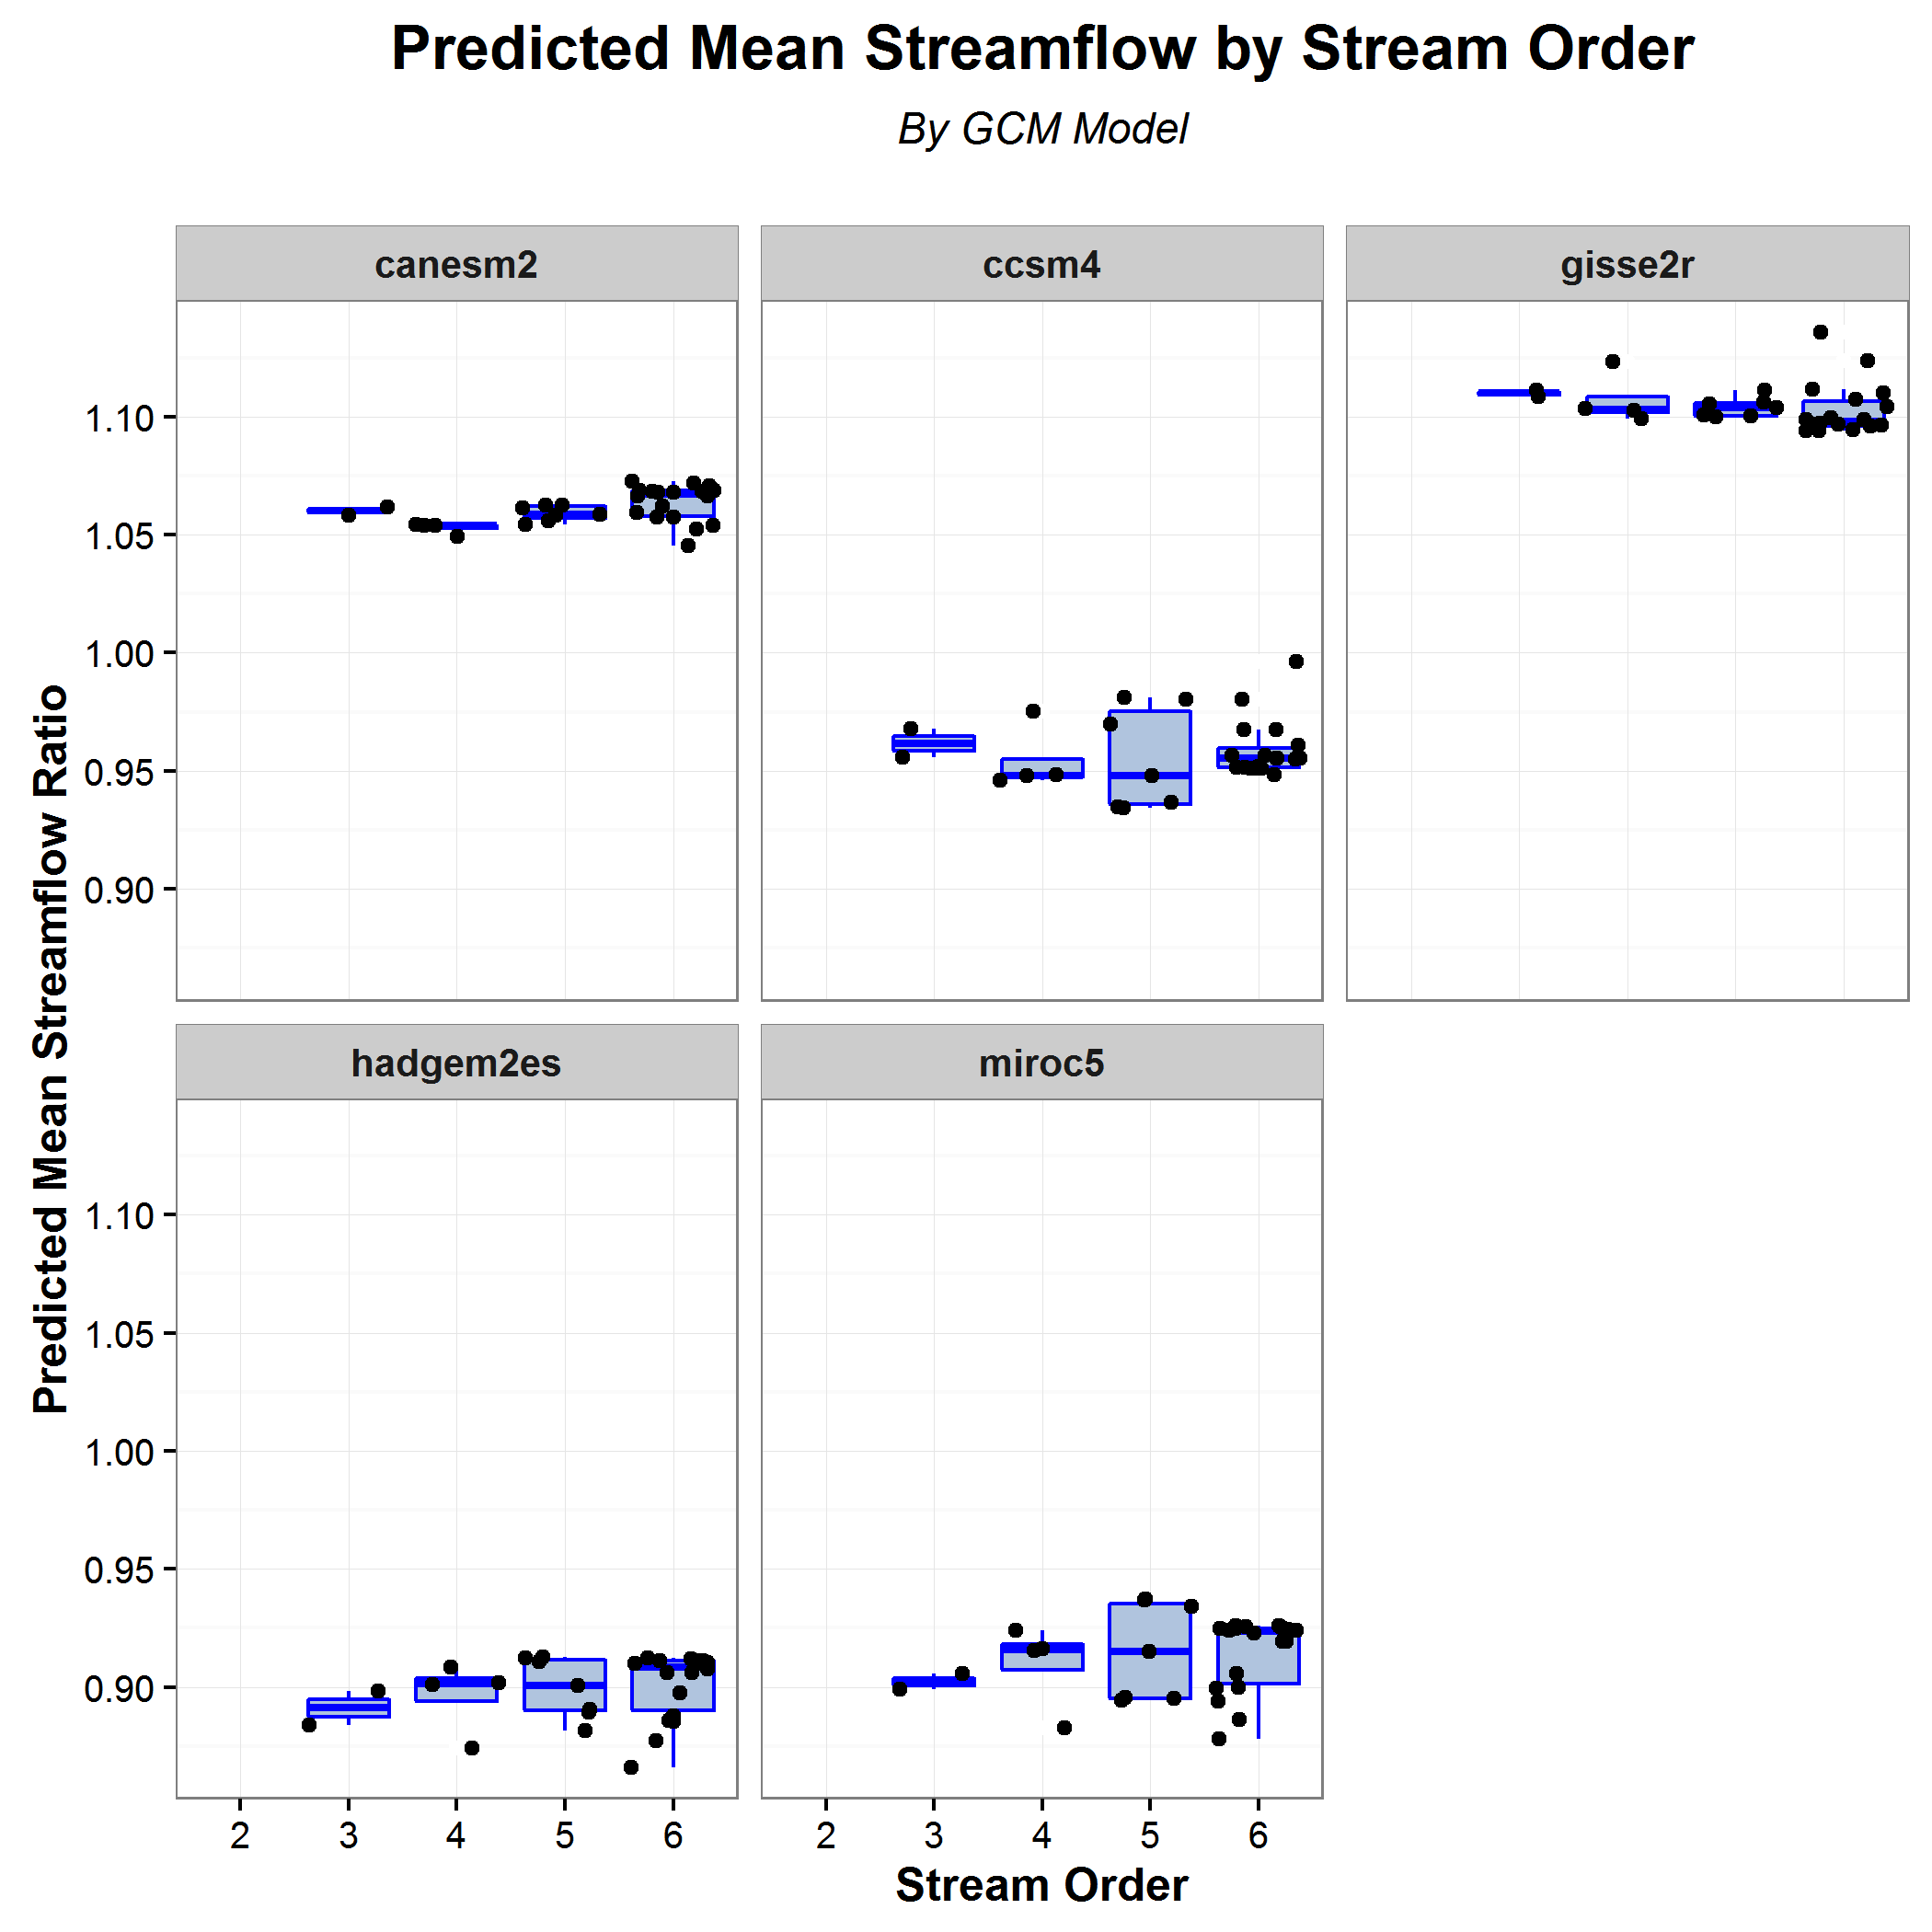 Predicted Mean Streamflow by Stream Order
By GCM Model
canesm2
ccsm4
gisse2r
1.10
1.05
1.00
0.95
0.90
Predicted Mean Streamflow Ratio
hadgem2es
miroc5
1.10
1.05
1.00
0.95
0.90
2 3 4 5 6
2 3 4 5 6
Stream Order